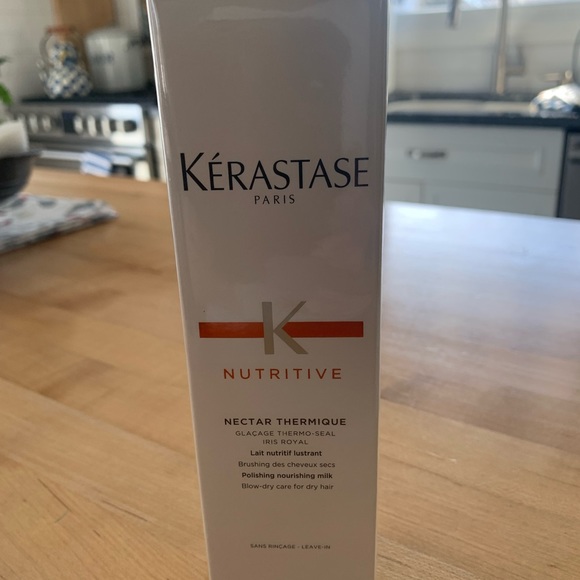 KÉRASTASE
PARIS
K
NUTRITIVE
NECTAR THERMIQUE
GLAÇAGE THERMO-SEAL
IRIS ROYAL
Lait nutritif lustrant
Brushing des cheveux secs
Polishing nourishing milk
Blow-dry care for dry hair
SANS RINÇAGE - LEAVE-IN